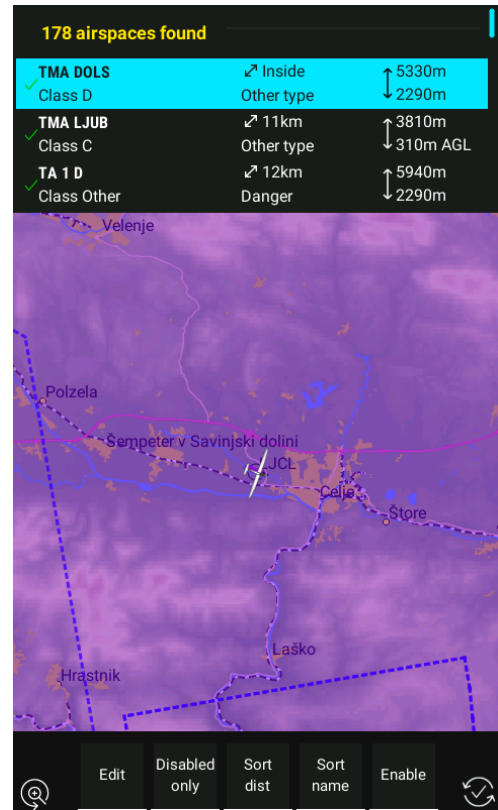 178 airspaces found
TMA DOLS Inside 5330m
Class D Other type 2290m
TMA LJUB 11km 3810m
Class C Other type 310m AGL
TA 1 D 12km 5940m
Class Other Danger 2290m
Velenje
Polzela
Šempeter v Savinjski dolini
LJCL
Celje
Štore
Laško
Hrastnik
Edit Disabled only Sort dist Sort name Enable